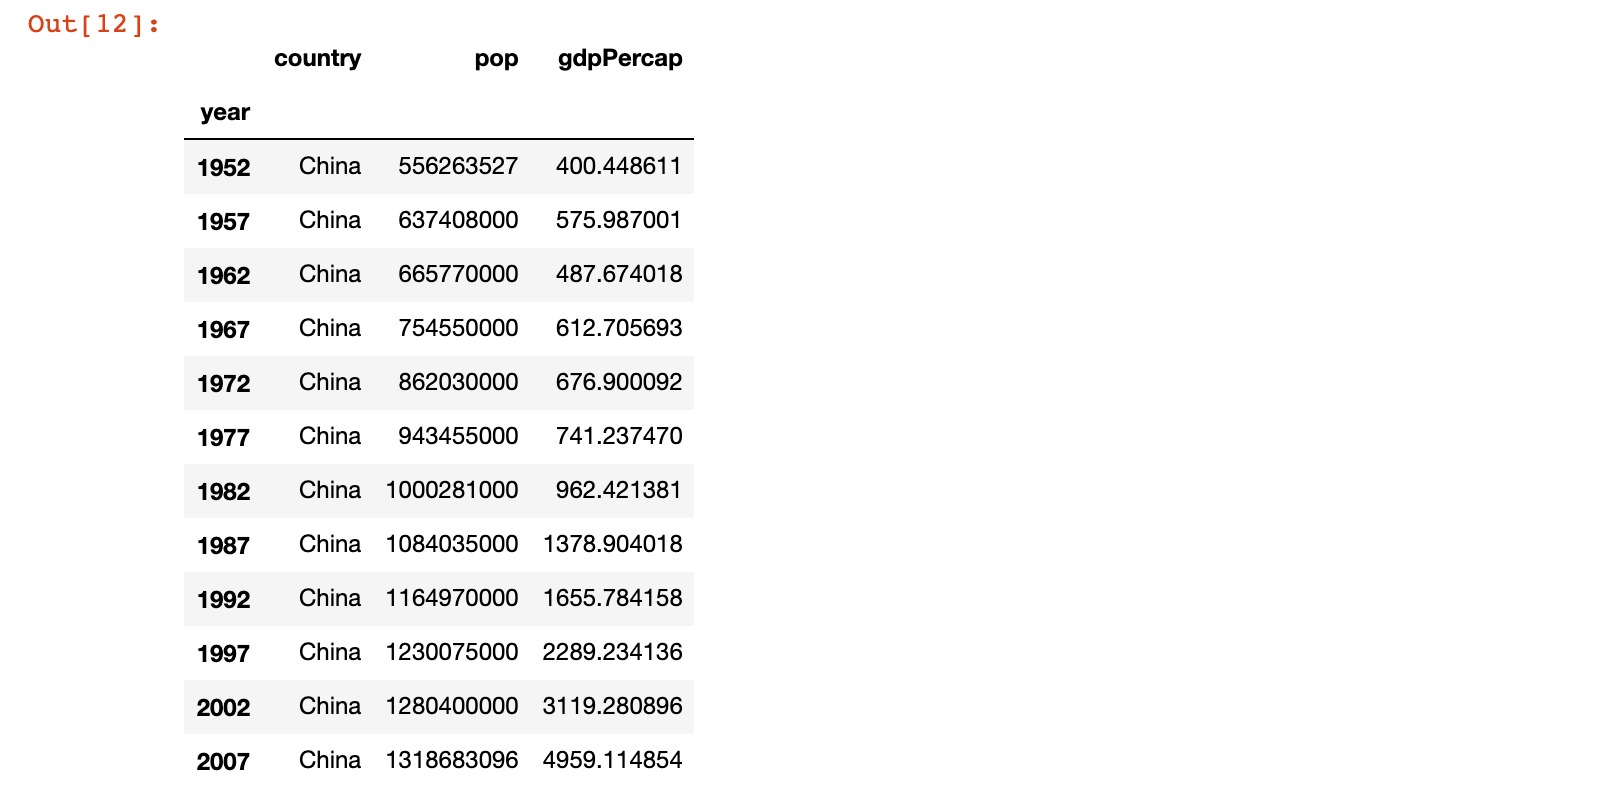 Out[12]:
country pop gdpPercap
year
1952 China 556263527 400.448611
1957 China 637408000 575.987001
1962 China 665770000 487.674018
1967 China 754550000 612.705693
1972 China 862030000 676.900092
1977 China 943455000 741.237470
1982 China 1000281000 962.421381
1987 China 1084035000 1378.904018
1992 China 1164970000 1655.784158
1997 China 1230075000 2289.234136
2002 China 1280400000 3119.280896
2007 China 1318683096 4959.114854